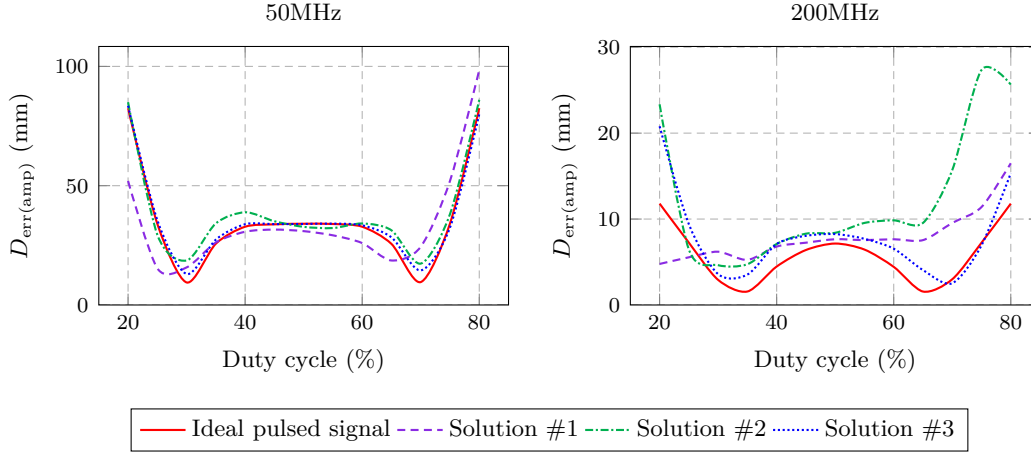 50MHz
200MHz
100
50
0
D_err(amp) (mm)
20 40 60 80
Duty cycle (%)
30
20
10
0
D_err(amp) (mm)
20 40 60 80
Duty cycle (%)
Ideal pulsed signal Solution #1 Solution #2 Solution #3